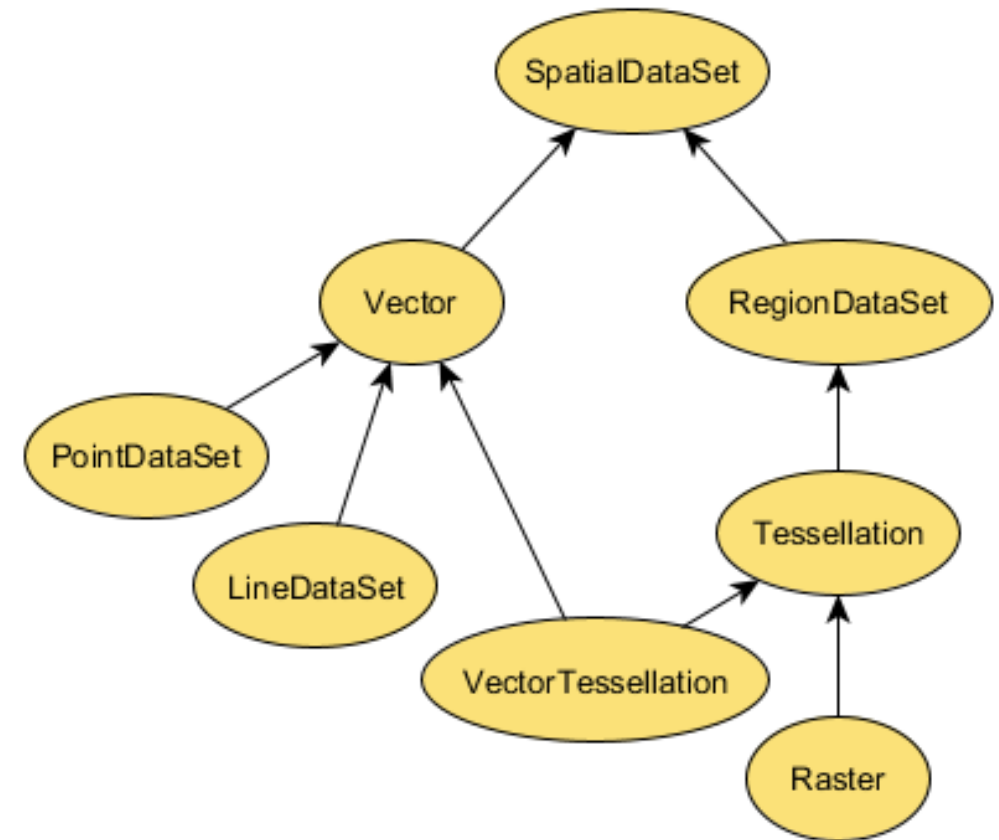 SpatialDataSet
Vector
RegionDataSet
PointDataSet
Tessellation
LineDataSet
VectorTessellation
Raster